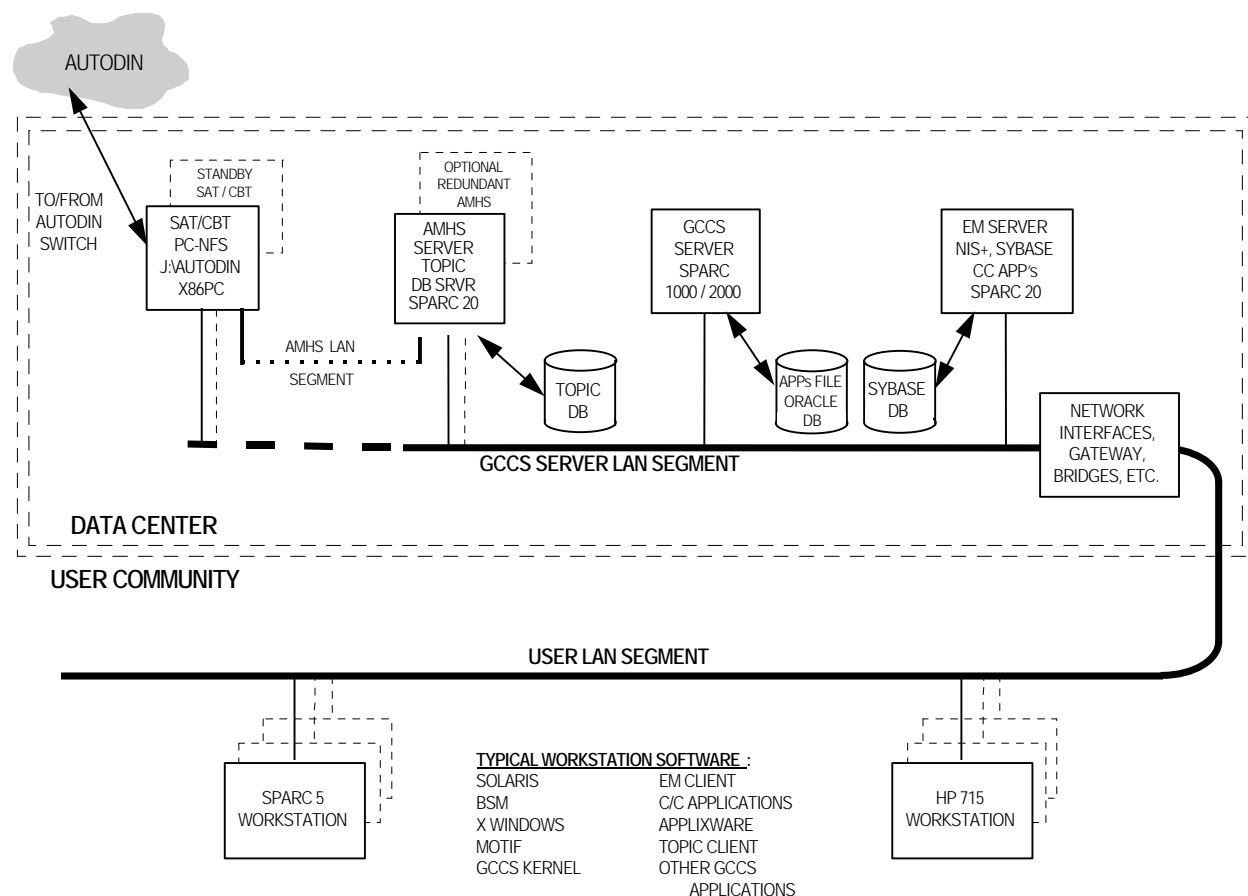 AUTODIN
TO/FROM
AUTODIN
SWITCH
STANDBY
SAT / CBT
SAT/CBT
PC-NFS
J:\AUTODIN
X86PC
OPTIONAL
REDUNDANT
AMHS
AMHS
SERVER
TOPIC
DB SRVR
SPARC 20
GCCS
SERVER
SPARC
1000 / 2000
EM SERVER
NIS+, SYBASE
CC APP's
SPARC 20
AMHS LAN
SEGMENT
TOPIC
DB
APPs FILE
ORACLE
DB
SYBASE
DB
NETWORK
INTERFACES,
GATEWAY,
BRIDGES, ETC.
GCCS SERVER LAN SEGMENT
DATA CENTER
USER COMMUNITY
USER LAN SEGMENT
SPARC 5
WORKSTATION
TYPICAL WORKSTATION SOFTWARE :
SOLARIS
BSM
X WINDOWS
MOTIF
GCCS KERNEL
EM CLIENT
C/C APPLICATIONS
APPLIXWARE
TOPIC CLIENT
OTHER GCCS
APPLICATIONS
HP 715
WORKSTATION